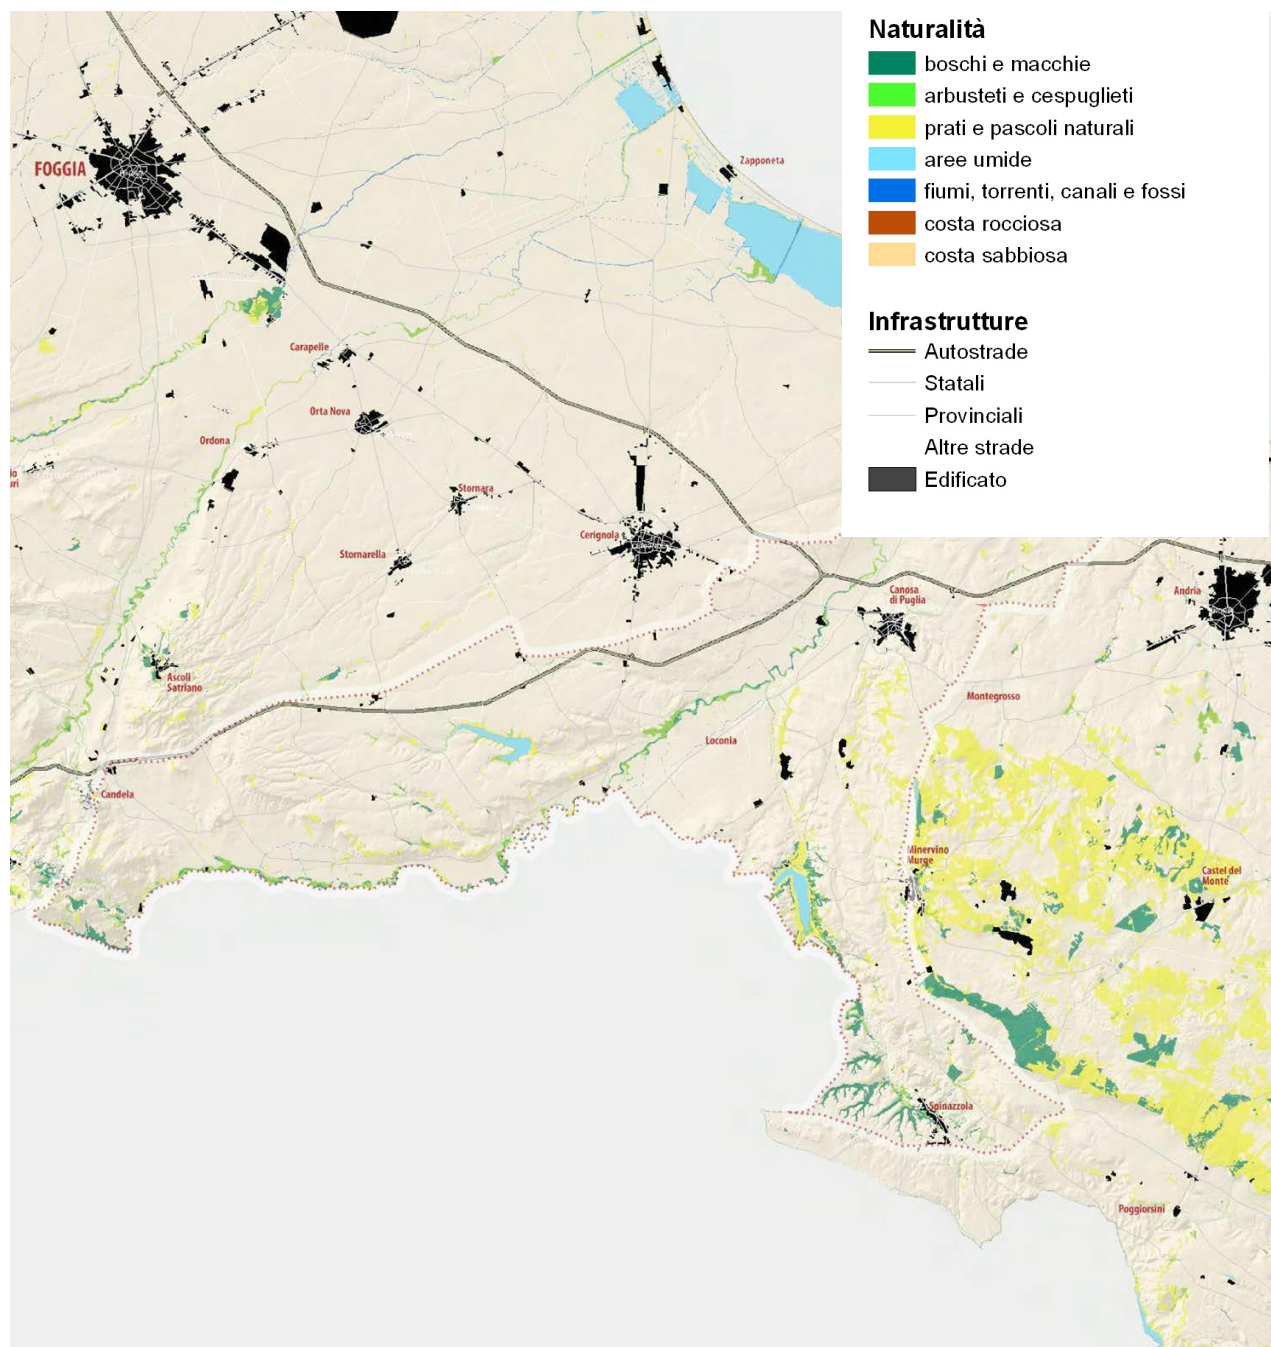 Naturalità
boschi e macchie
arbusteti e cespuglieti
prati e pascoli naturali
aree umide
fiumi, torrenti, canali e fossi
costa rocciosa
costa sabbiosa
Infrastrutture
Autostrade
Statali
Provinciali
Altre strade
Edificato
Zapponeta
FOGGIA
Carapelle
Orta Nova
Ordona
io
uri
Stornara
Cerignola
Stornarella
Canosa
di Puglia
Andria
Ascoli
Satriano
Montegrosso
Loconia
Candela
Minervino
Murge
Castel del
Monte
Spinazzola
Poggiorsini